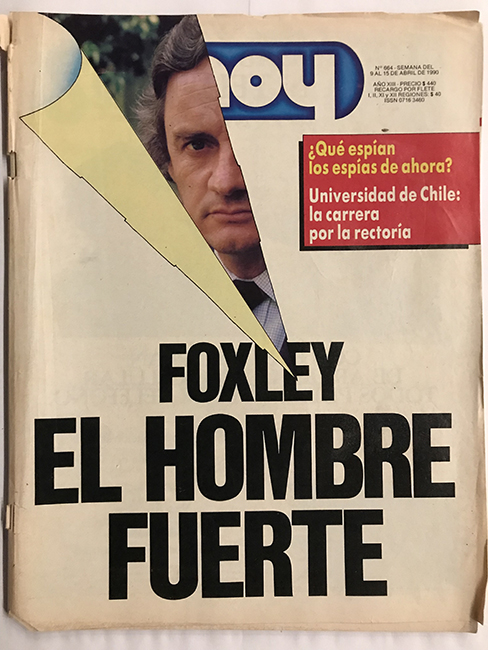 hoy
Nº 664 - SEMANA DEL
9 AL 15 DE ABRIL DE 1990
AÑO XIII - PRECIO $ 440
RECARGO POR FLETE
I, II, XI y XII REGIONES: $ 40
ISSN 0716 3460
¿Qué espían
los espías de ahora?
Universidad de Chile:
la carrera
por la rectoría
FOXLEY
EL HOMBRE
FUERTE